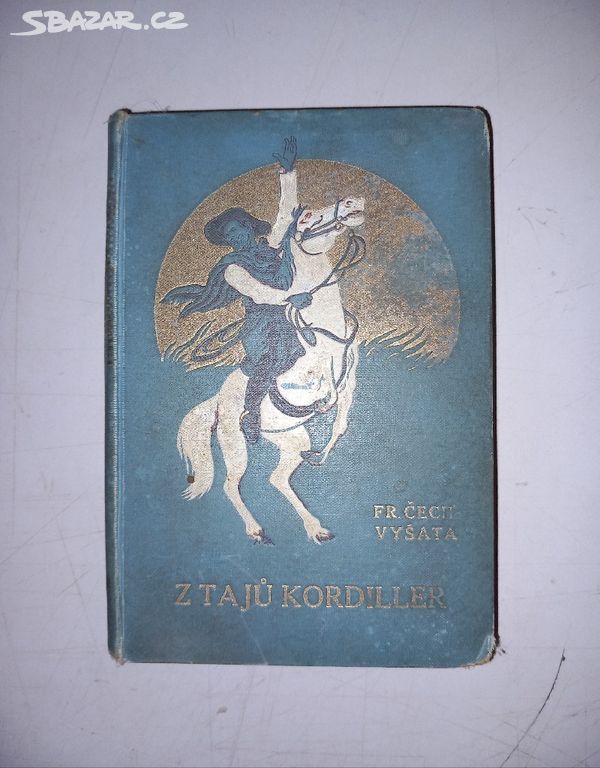 SBAZAR.CZ
FR. ČECH
VYŠATA
Z TAJŮ KORDILLER